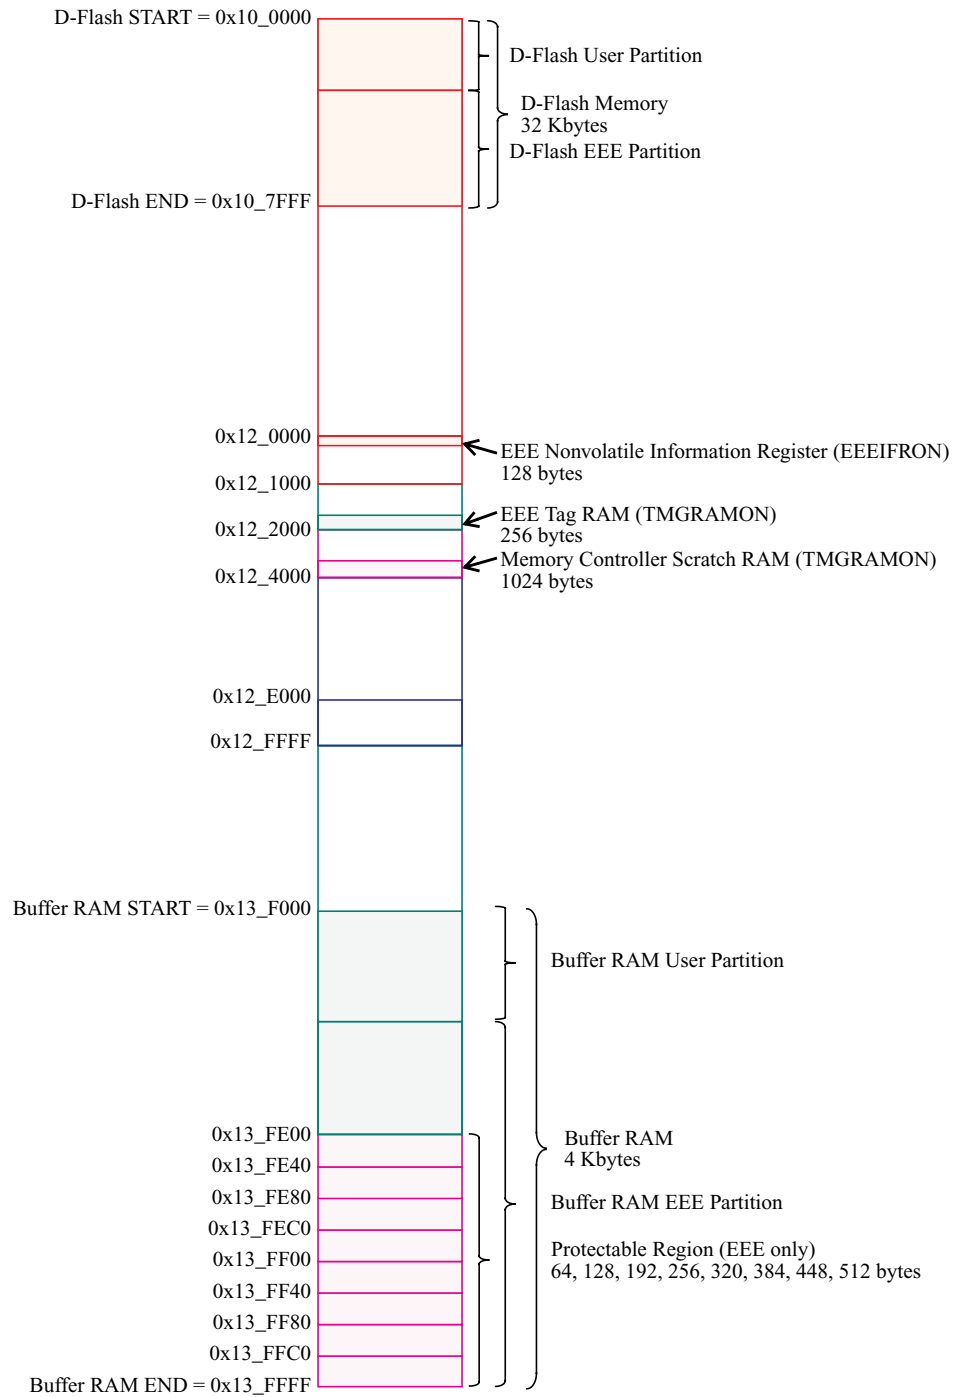 D-Flash START = 0x10_0000
D-Flash User Partition
D-Flash Memory
32 Kbytes
D-Flash EEE Partition
D-Flash END = 0x10_7FFF
0x12_0000
EEE Nonvolatile Information Register (EEEIFRON)
128 bytes
0x12_1000
EEE Tag RAM (TMGRAMON)
256 bytes
0x12_2000
Memory Controller Scratch RAM (TMGRAMON)
1024 bytes
0x12_4000
0x12_E000
0x12_FFFF
Buffer RAM START = 0x13_F000
Buffer RAM User Partition
0x13_FE00
Buffer RAM
4 Kbytes
0x13_FE40
0x13_FE80
Buffer RAM EEE Partition
0x13_FEC0
0x13_FF00
Protectable Region (EEE only)
64, 128, 192, 256, 320, 384, 448, 512 bytes
0x13_FF40
0x13_FF80
0x13_FFC0
Buffer RAM END = 0x13_FFFF